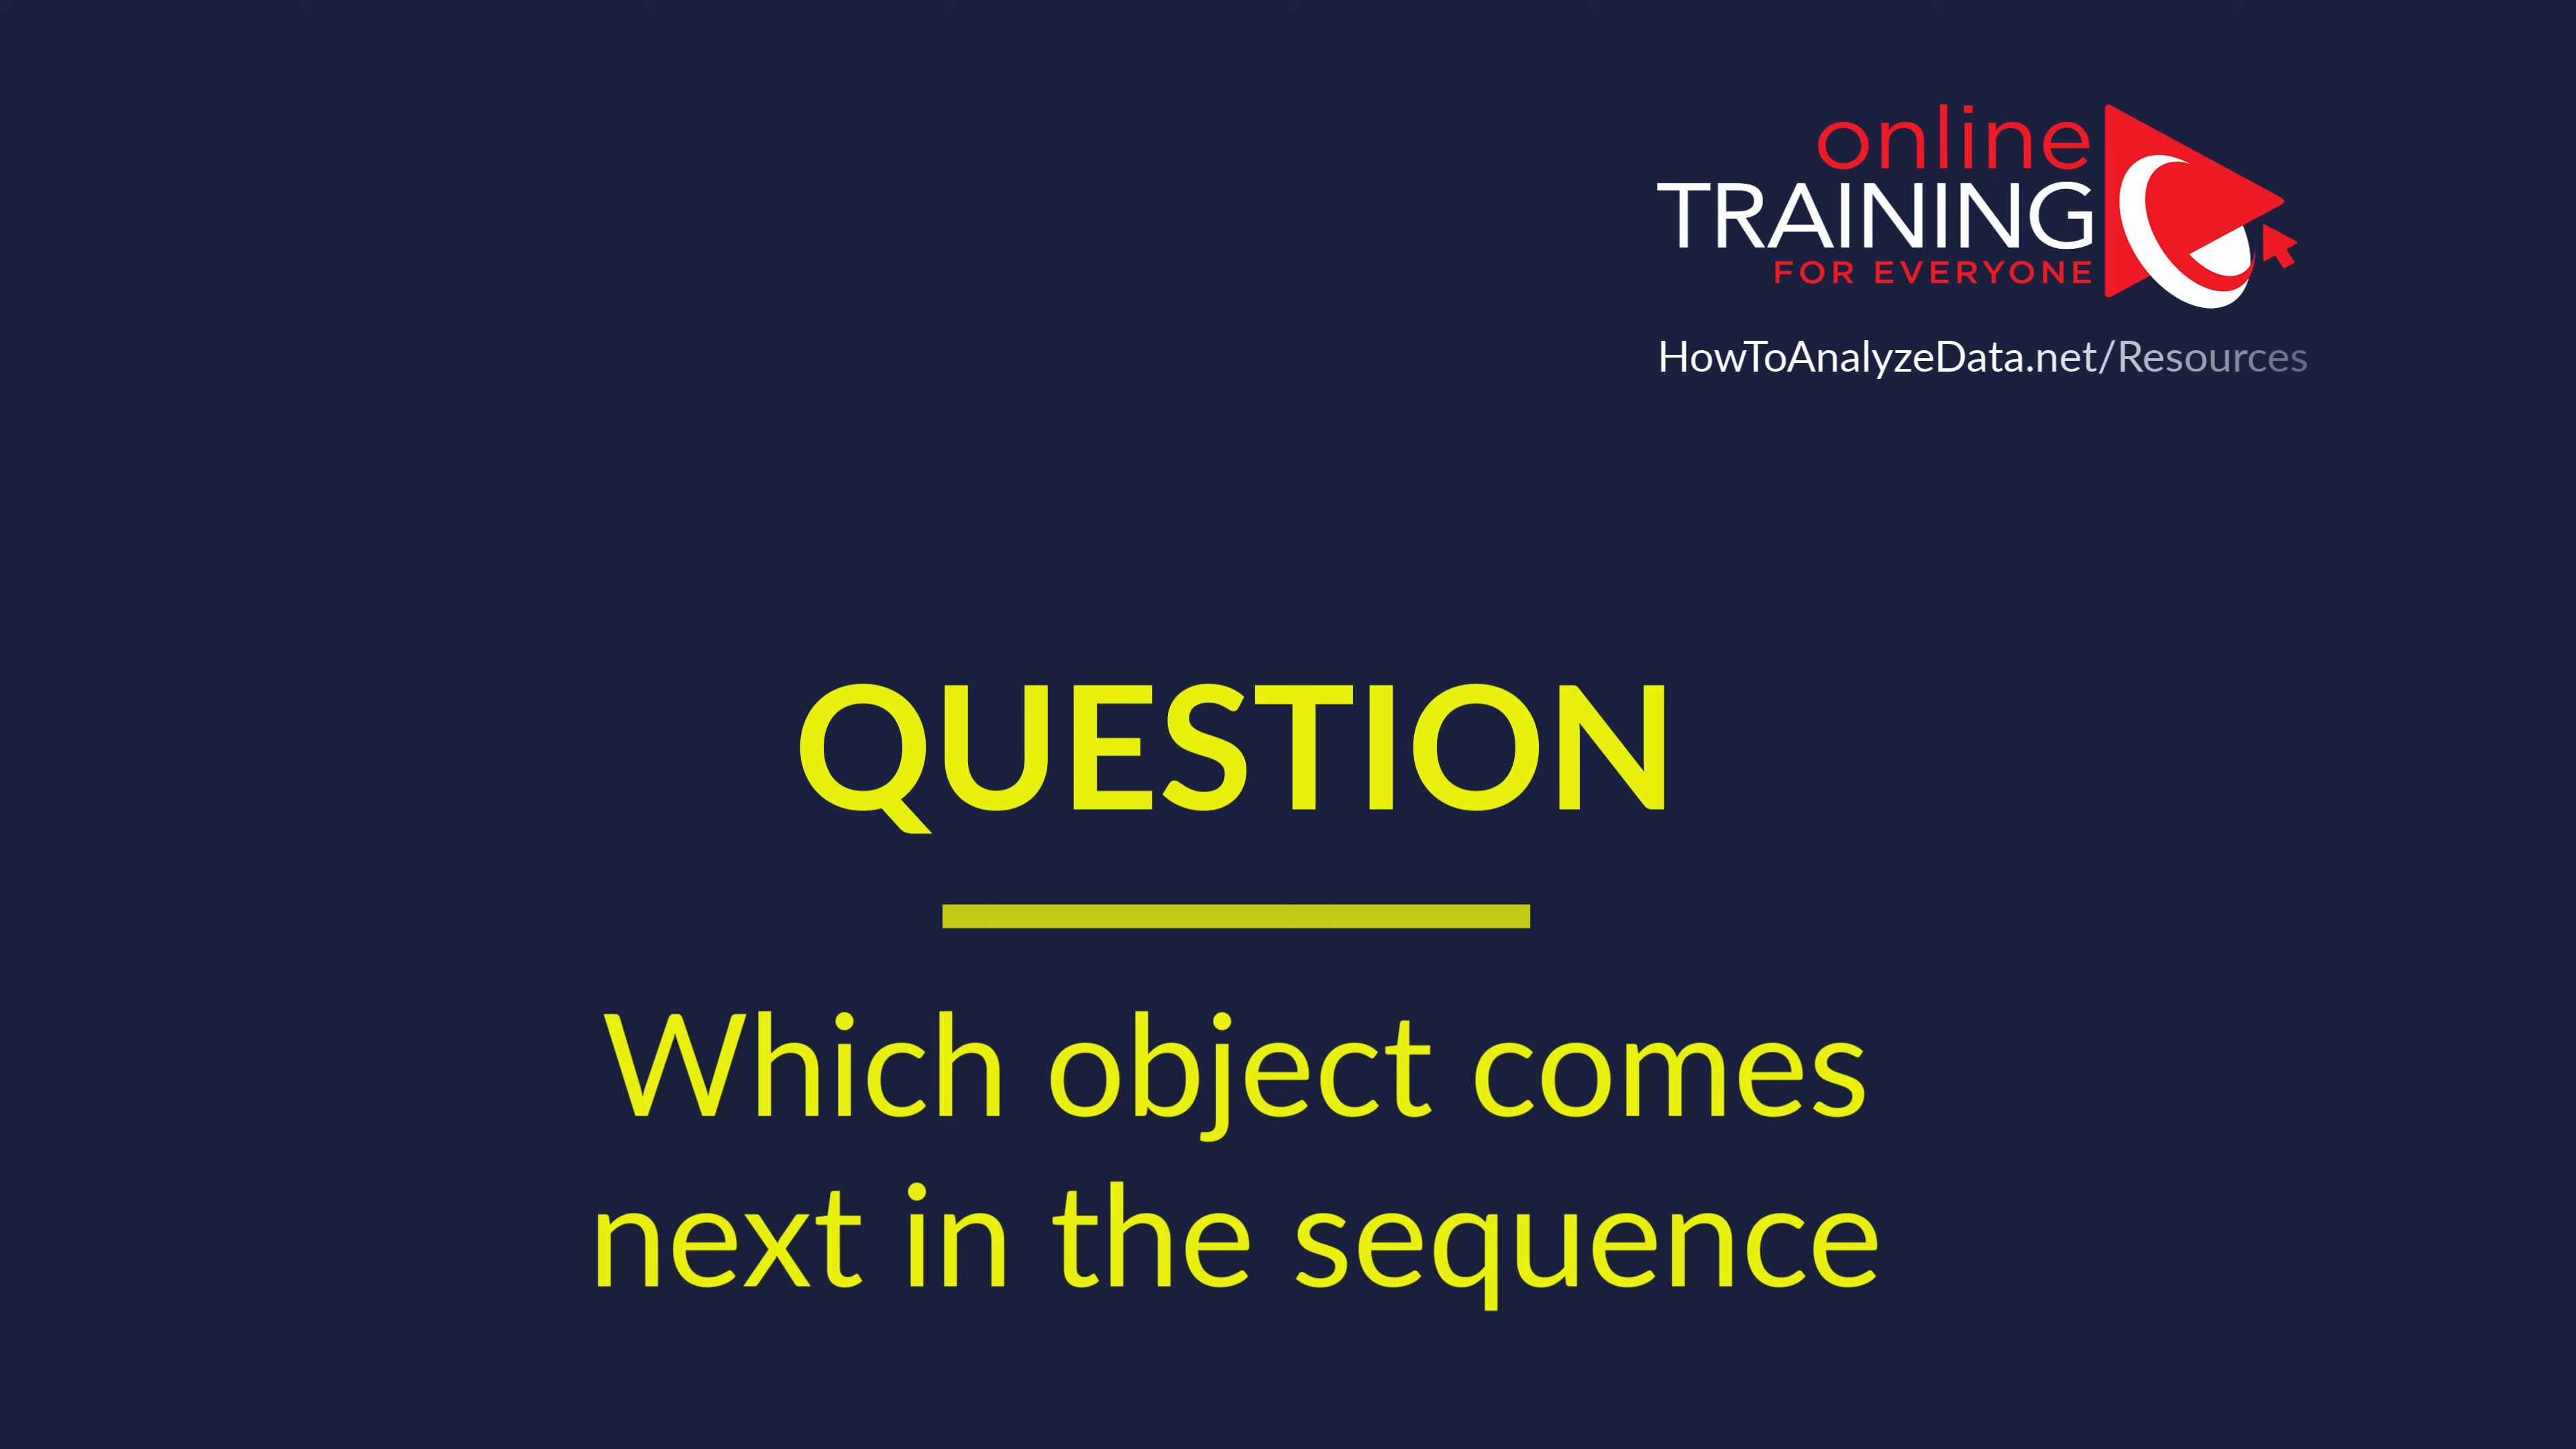 online
TRAINING
FOR EVERYONE
HowToAnalyzeData.net/Resources
QUESTION
Which object comes
next in the sequence